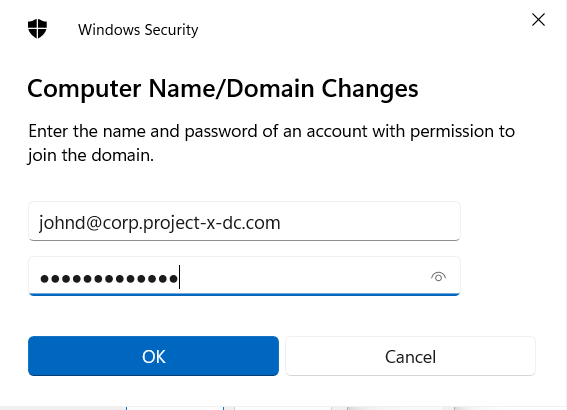 Windows Security
Computer Name/Domain Changes
Enter the name and password of an account with permission to
join the domain.
johnd@corp.project-x-dc.com
●●●●●●●●●●●●●
OK
Cancel